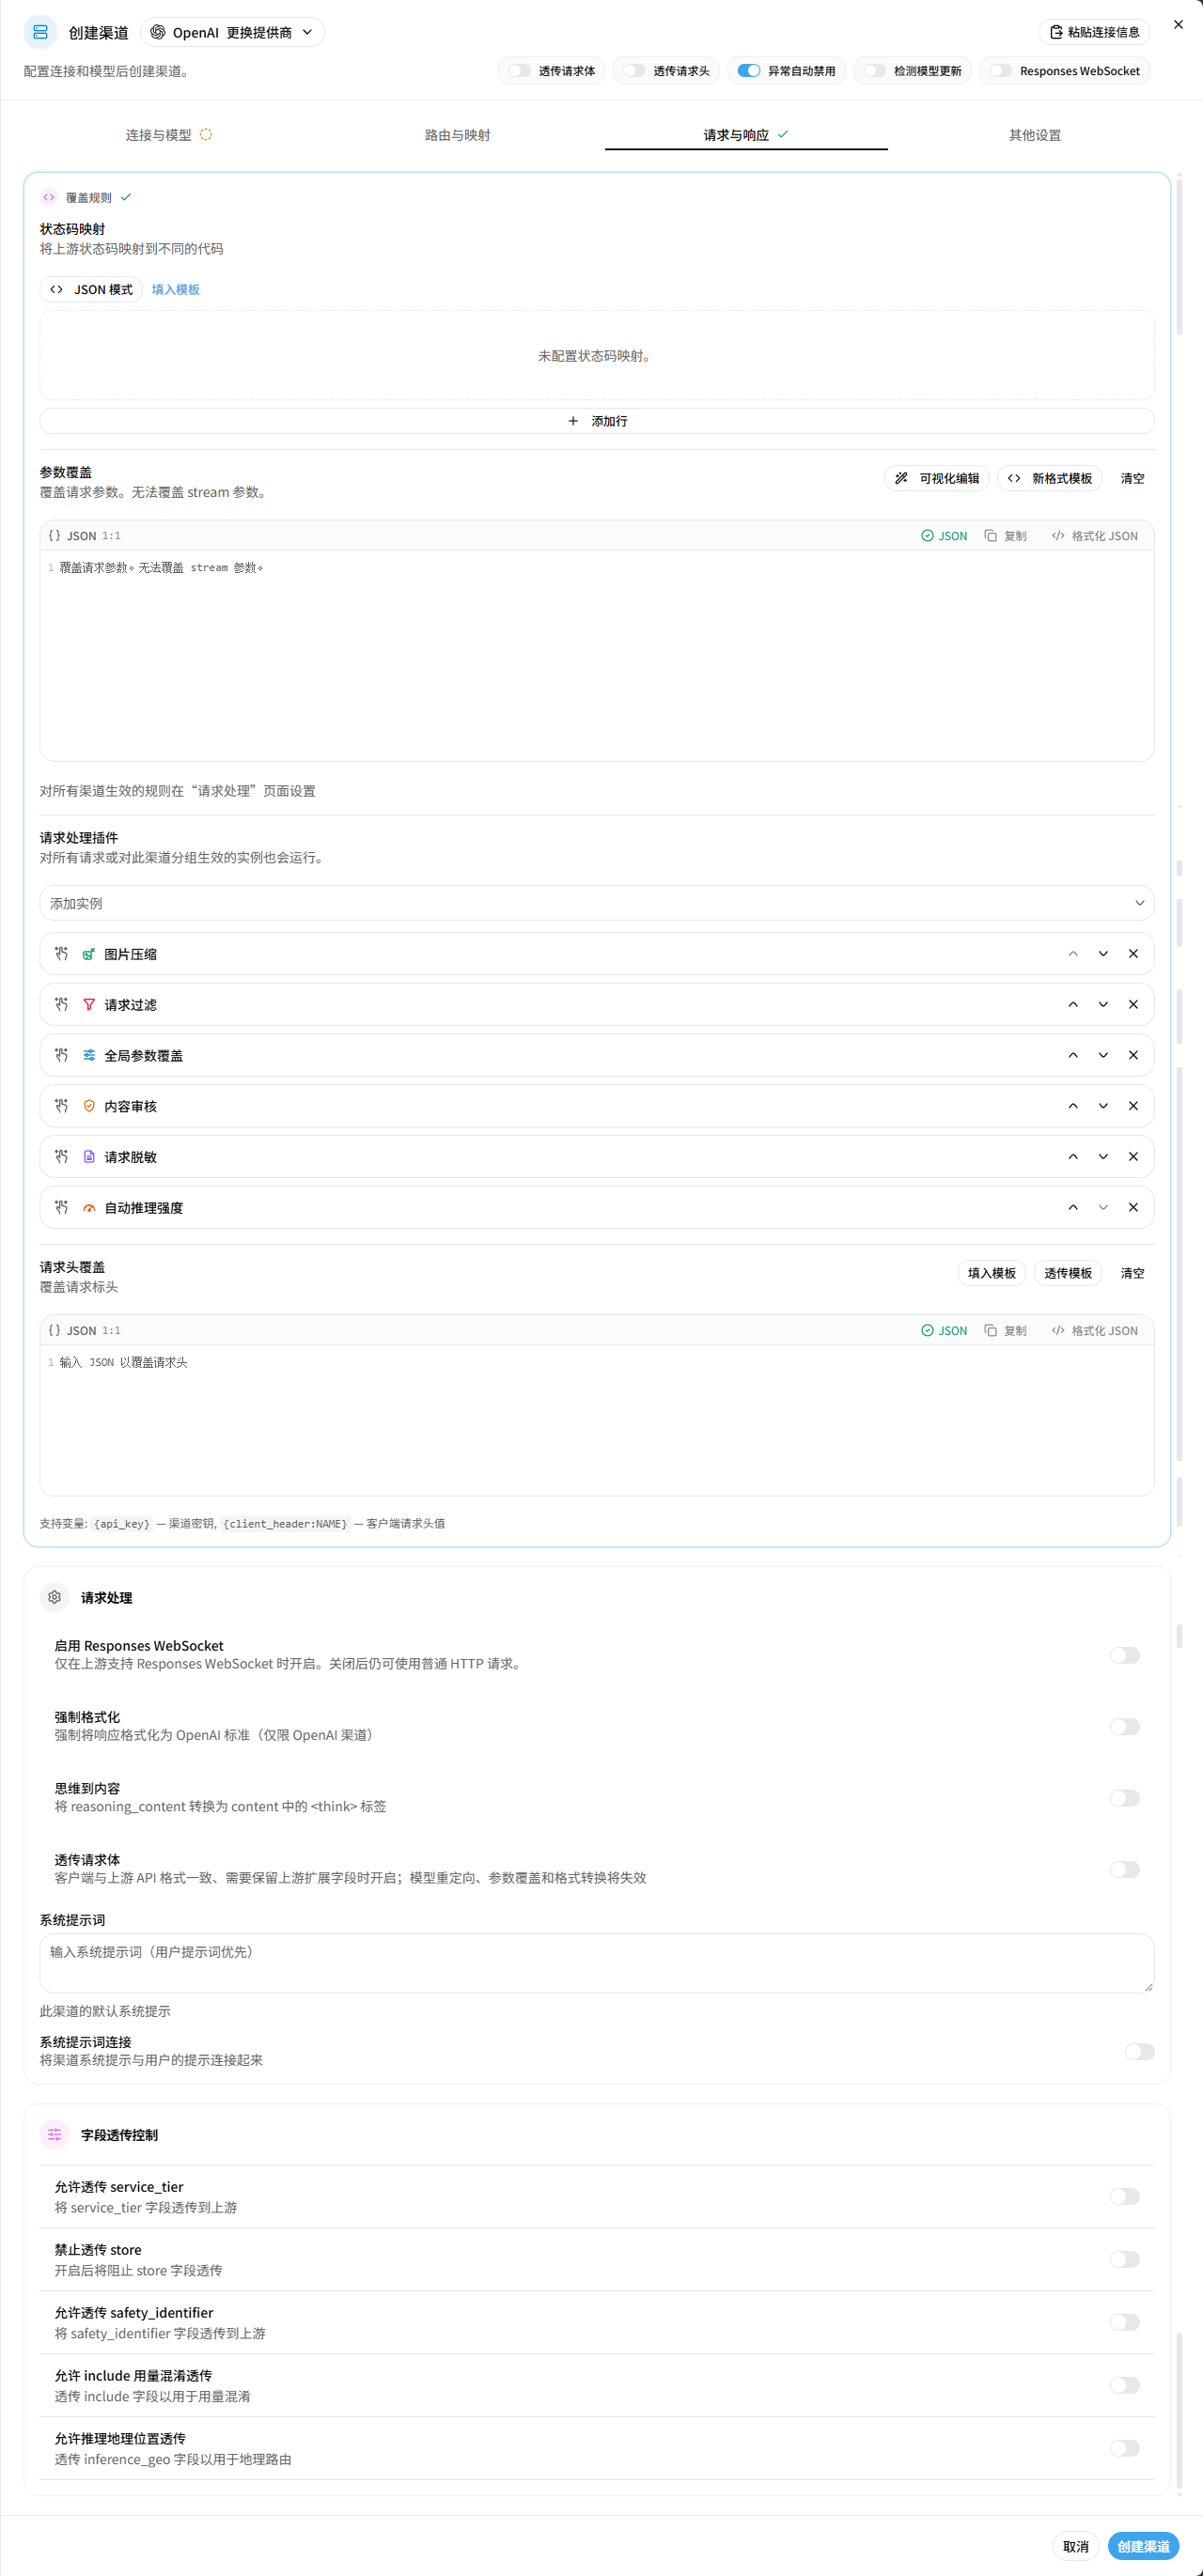 创建渠道
OpenAI 更换提供商
粘贴连接信息
配置连接和模型后创建渠道。
透传请求体
透传请求头
异常自动禁用
检测模型更新
Responses WebSocket
连接与模型
路由与映射
请求与响应
其他设置
覆盖规则
状态码映射
将上游状态码映射到不同的代码
JSON 模式
填入模板
未配置状态码映射。
添加行
参数覆盖
覆盖请求参数。无法覆盖 stream 参数。
可视化编辑
新格式模板
清空
{} JSON 1:1
JSON
复制
格式化 JSON
1 覆盖请求参数。无法覆盖 stream 参数。
对所有渠道生效的规则在“请求处理”页面设置
请求处理插件
对所有请求或对此渠道分组生效的实例也会运行。
添加实例
图片压缩
请求过滤
全局参数覆盖
内容审核
请求脱敏
自动推理强度
请求头覆盖
覆盖请求标头
填入模板
透传模板
清空
{} JSON 1:1
JSON
复制
格式化 JSON
1 输入 JSON 以覆盖请求头
支持变量: {api_key} — 渠道密钥, {client_header:NAME} — 客户端请求头值
请求处理
启用 Responses WebSocket
仅在上游支持 Responses WebSocket 时开启。关闭后仍可使用普通 HTTP 请求。
强制格式化
强制将响应格式化为 OpenAI 标准（仅限 OpenAI 渠道）
思维到内容
将 reasoning_content 转换为 content 中的 <think> 标签
透传请求体
客户端与上游 API 格式一致、需要保留上游扩展字段时开启；模型重定向、参数覆盖和格式转换将失效
系统提示词
输入系统提示词（用户提示词优先）
此渠道的默认系统提示
系统提示词连接
将渠道系统提示与用户的提示连接起来
字段透传控制
允许透传 service_tier
将 service_tier 字段透传到上游
禁止透传 store
开启后将阻止 store 字段透传
允许透传 safety_identifier
将 safety_identifier 字段透传到上游
允许 include 用量混淆透传
透传 include 字段以用于用量混淆
允许推理地理位置透传
透传 inference_geo 字段以用于地理路由
取消
创建渠道